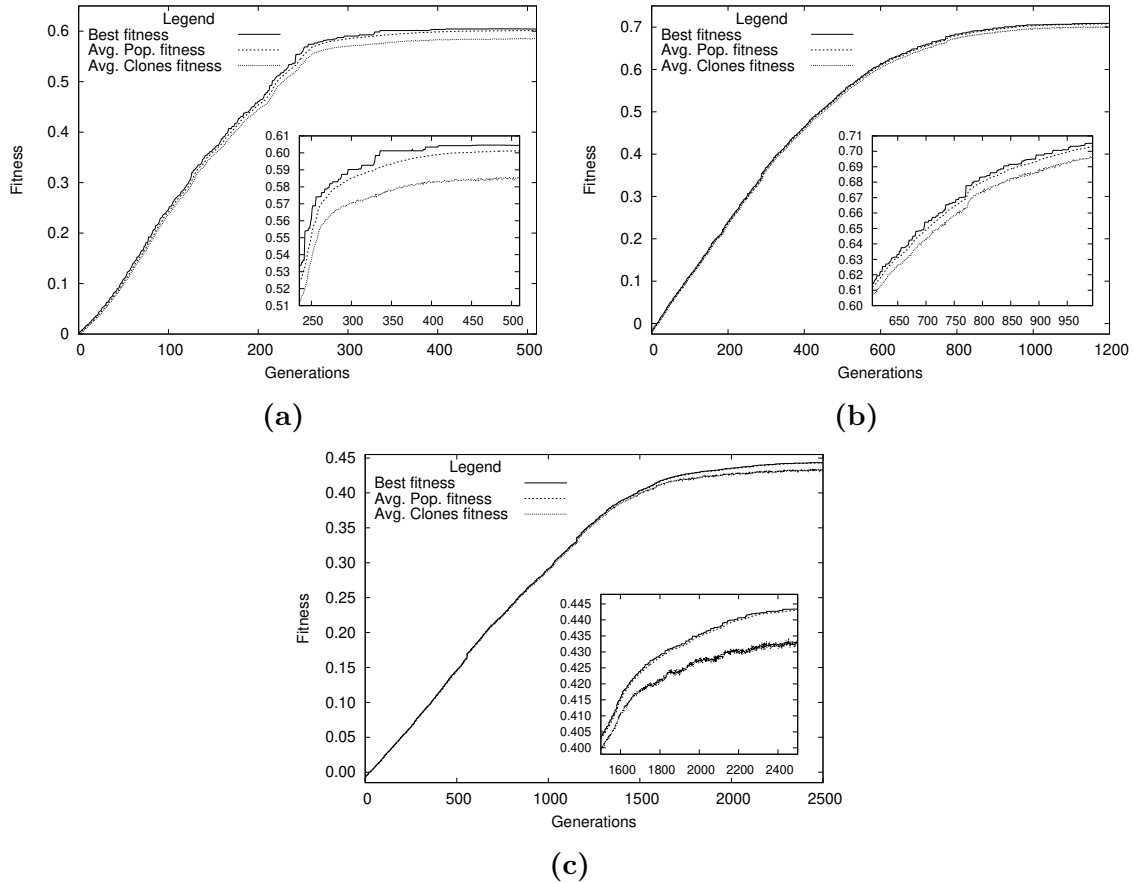 Legend
Best fitness
Avg. Pop. fitness
Avg. Clones fitness
0.6
0.5
0.4
0.3
0.2
0.1
0
Fitness
0.61
0.60
0.59
0.58
0.57
0.56
0.55
0.54
0.53
0.52
0.51
250 300 350 400 450 500
0 100 200 300 400 500
Generations
(a)
Legend
Best fitness
Avg. Pop. fitness
Avg. Clones fitness
0.7
0.6
0.5
0.4
0.3
0.2
0.1
0
Fitness
0.71
0.70
0.69
0.68
0.67
0.66
0.65
0.64
0.63
0.62
0.61
0.60
650 700 750 800 850 900 950
0 200 400 600 800 1000 1200
Generations
(b)
Legend
Best fitness
Avg. Pop. fitness
Avg. Clones fitness
0.45
0.40
0.35
0.30
0.25
0.20
0.15
0.10
0.05
0.00
Fitness
0.445
0.440
0.435
0.430
0.425
0.420
0.415
0.410
0.405
0.400
1600 1800 2000 2200 2400
0 500 1000 1500 2000 2500
Generations
(c)